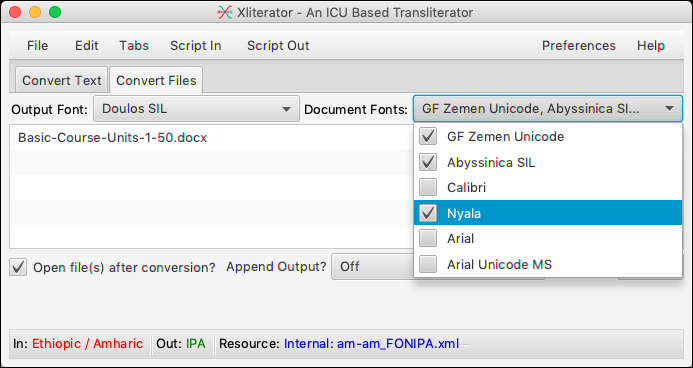 Xliterator - An ICU Based Transliterator
File Edit Tabs Script In Script Out Preferences Help
Convert Text Convert Files
Output Font: Doulos SIL Document Fonts: GF Zemen Unicode, Abyssinica SI...
Basic-Course-Units-1-50.docx
GF Zemen Unicode
Abyssinica SIL
Calibri
Nyala
Arial
Arial Unicode MS
Open file(s) after conversion? Append Output? Off
In: Ethiopic / Amharic Out: IPA Resource: Internal: am-am_FONIPA.xml